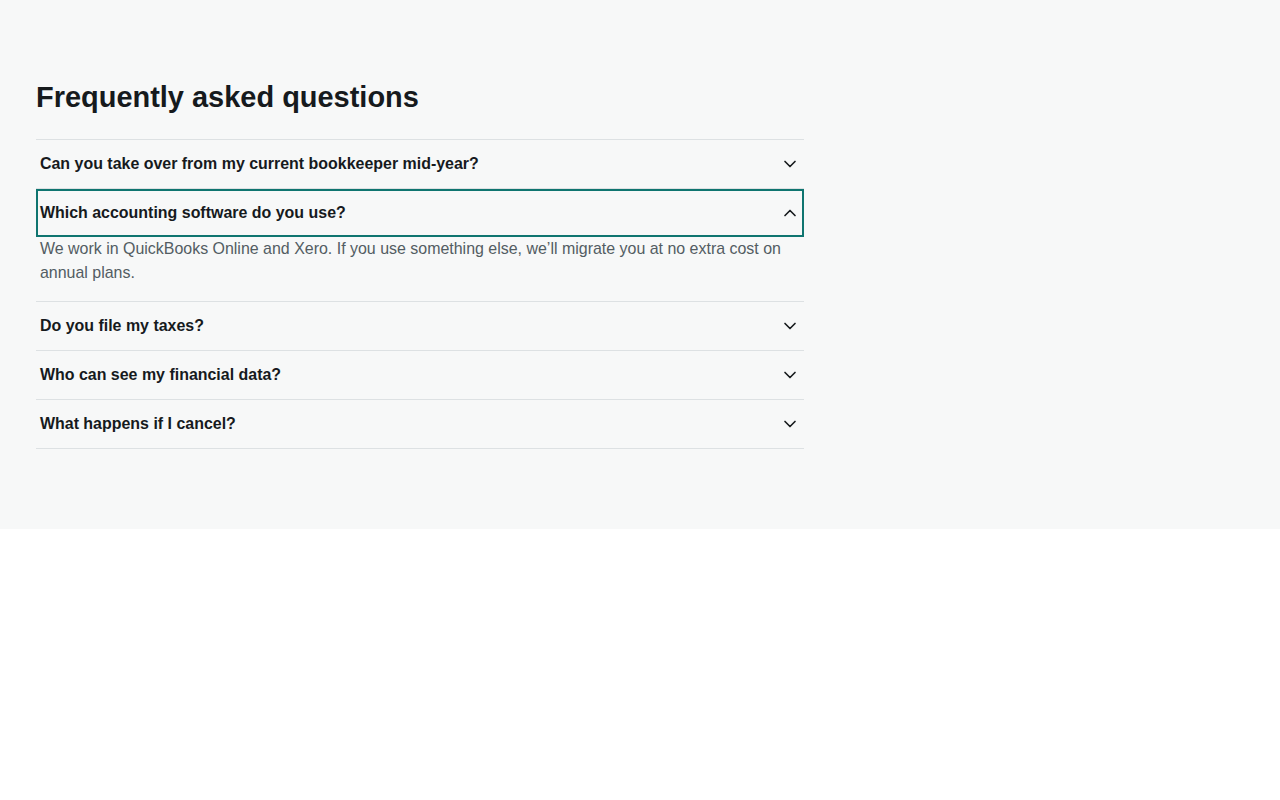 Frequently asked questions
Can you take over from my current bookkeeper mid-year?
Which accounting software do you use?
We work in QuickBooks Online and Xero. If you use something else, we’ll migrate you at no extra cost on
annual plans.
Do you file my taxes?
Who can see my financial data?
What happens if I cancel?